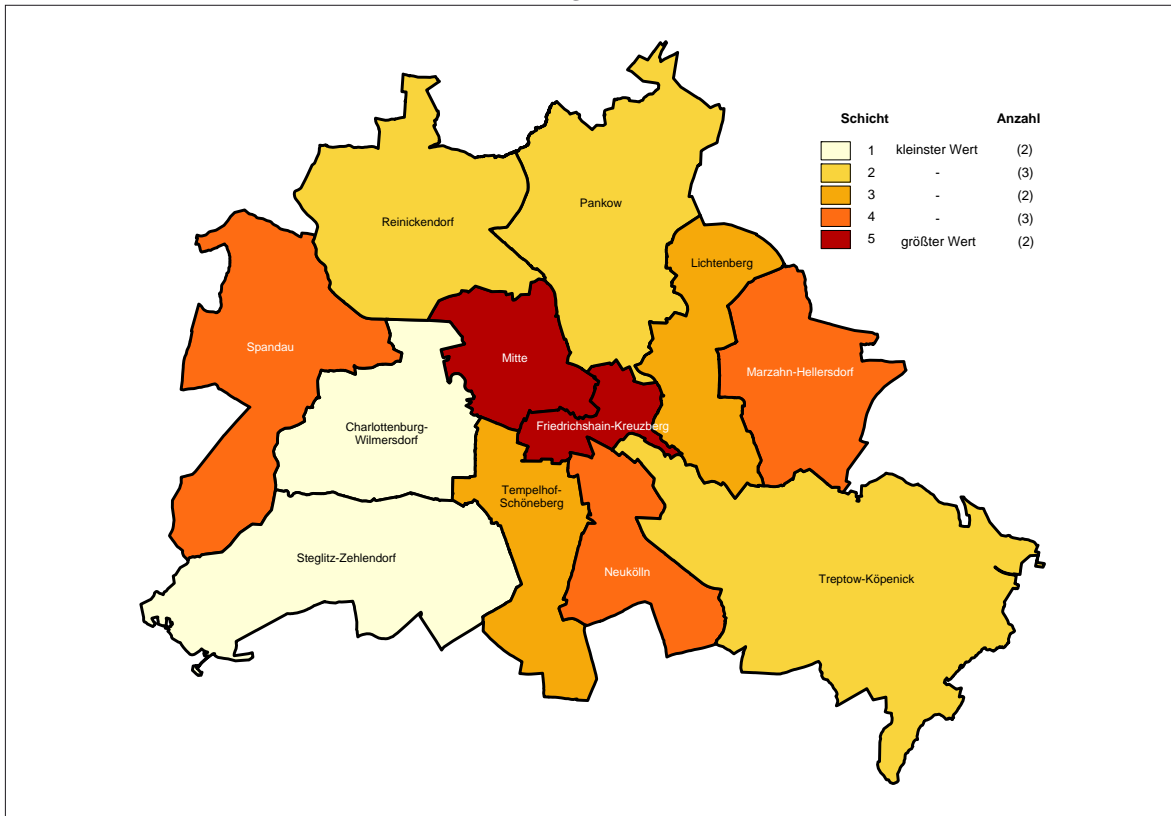 Schicht Anzahl
1 kleinster Wert (2)
2 - (3)
3 - (2)
4 - (3)
5 größter Wert (2)
Pankow
Reinickendorf
Lichtenberg
Spandau
Mitte
Marzahn-Hellersdorf
Charlottenburg-
Wilmersdorf
Friedrichshain-Kreuzberg
Tempelhof-
Schöneberg
Steglitz-Zehlendorf
Neukölln
Treptow-Köpenick